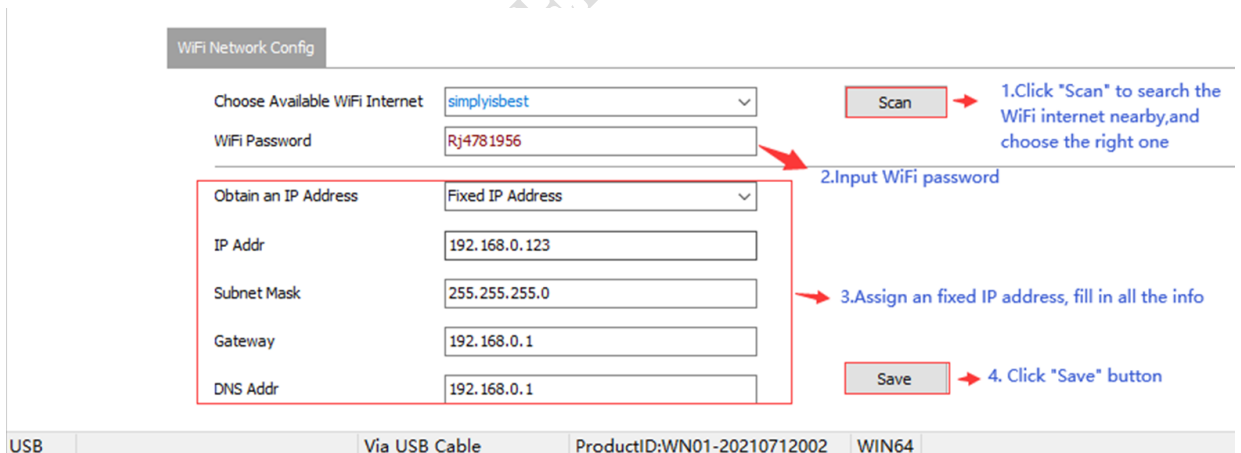 WiFi Network Config
Choose Available WiFi Internet simplyisbest Scan
1.Click "Scan" to search the
WiFi internet nearby,and
choose the right one
WiFi Password Rj4781956
2.Input WiFi password
Obtain an IP Address Fixed IP Address
IP Addr 192.168.0.123
Subnet Mask 255.255.255.0
3.Assign an fixed IP address, fill in all the info
Gateway 192.168.0.1
DNS Addr 192.168.0.1
Save 4. Click "Save" button
USB Via USB Cable ProductID:WN01-20210712002 WIN64